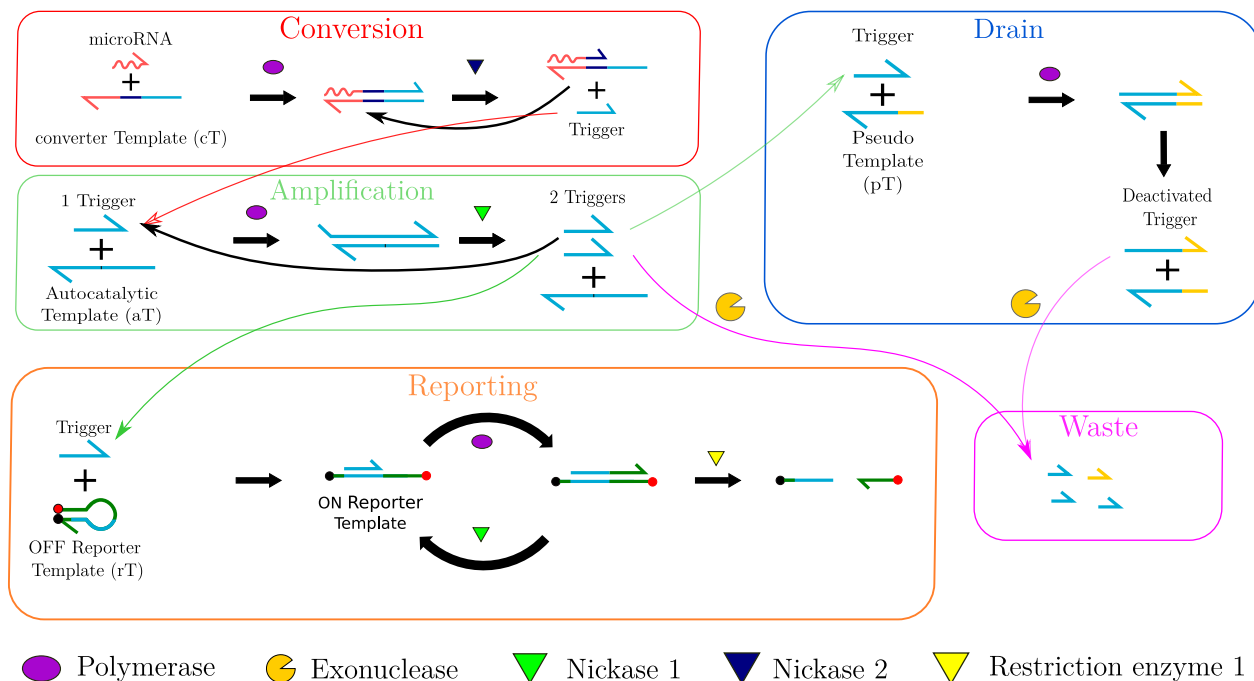 Conversion
microRNA
+
converter Template (cT)
+
Trigger
Amplification
1 Trigger
+
Autocatalytic
Template (aT)
2 Triggers
+
Drain
Trigger
+
Pseudo
Template
(pT)
Deactivated
Trigger
+
Reporting
Trigger
+
OFF Reporter
Template (rT)
ON Reporter
Template
Waste
Polymerase
Exonuclease
Nickase 1
Nickase 2
Restriction enzyme 1